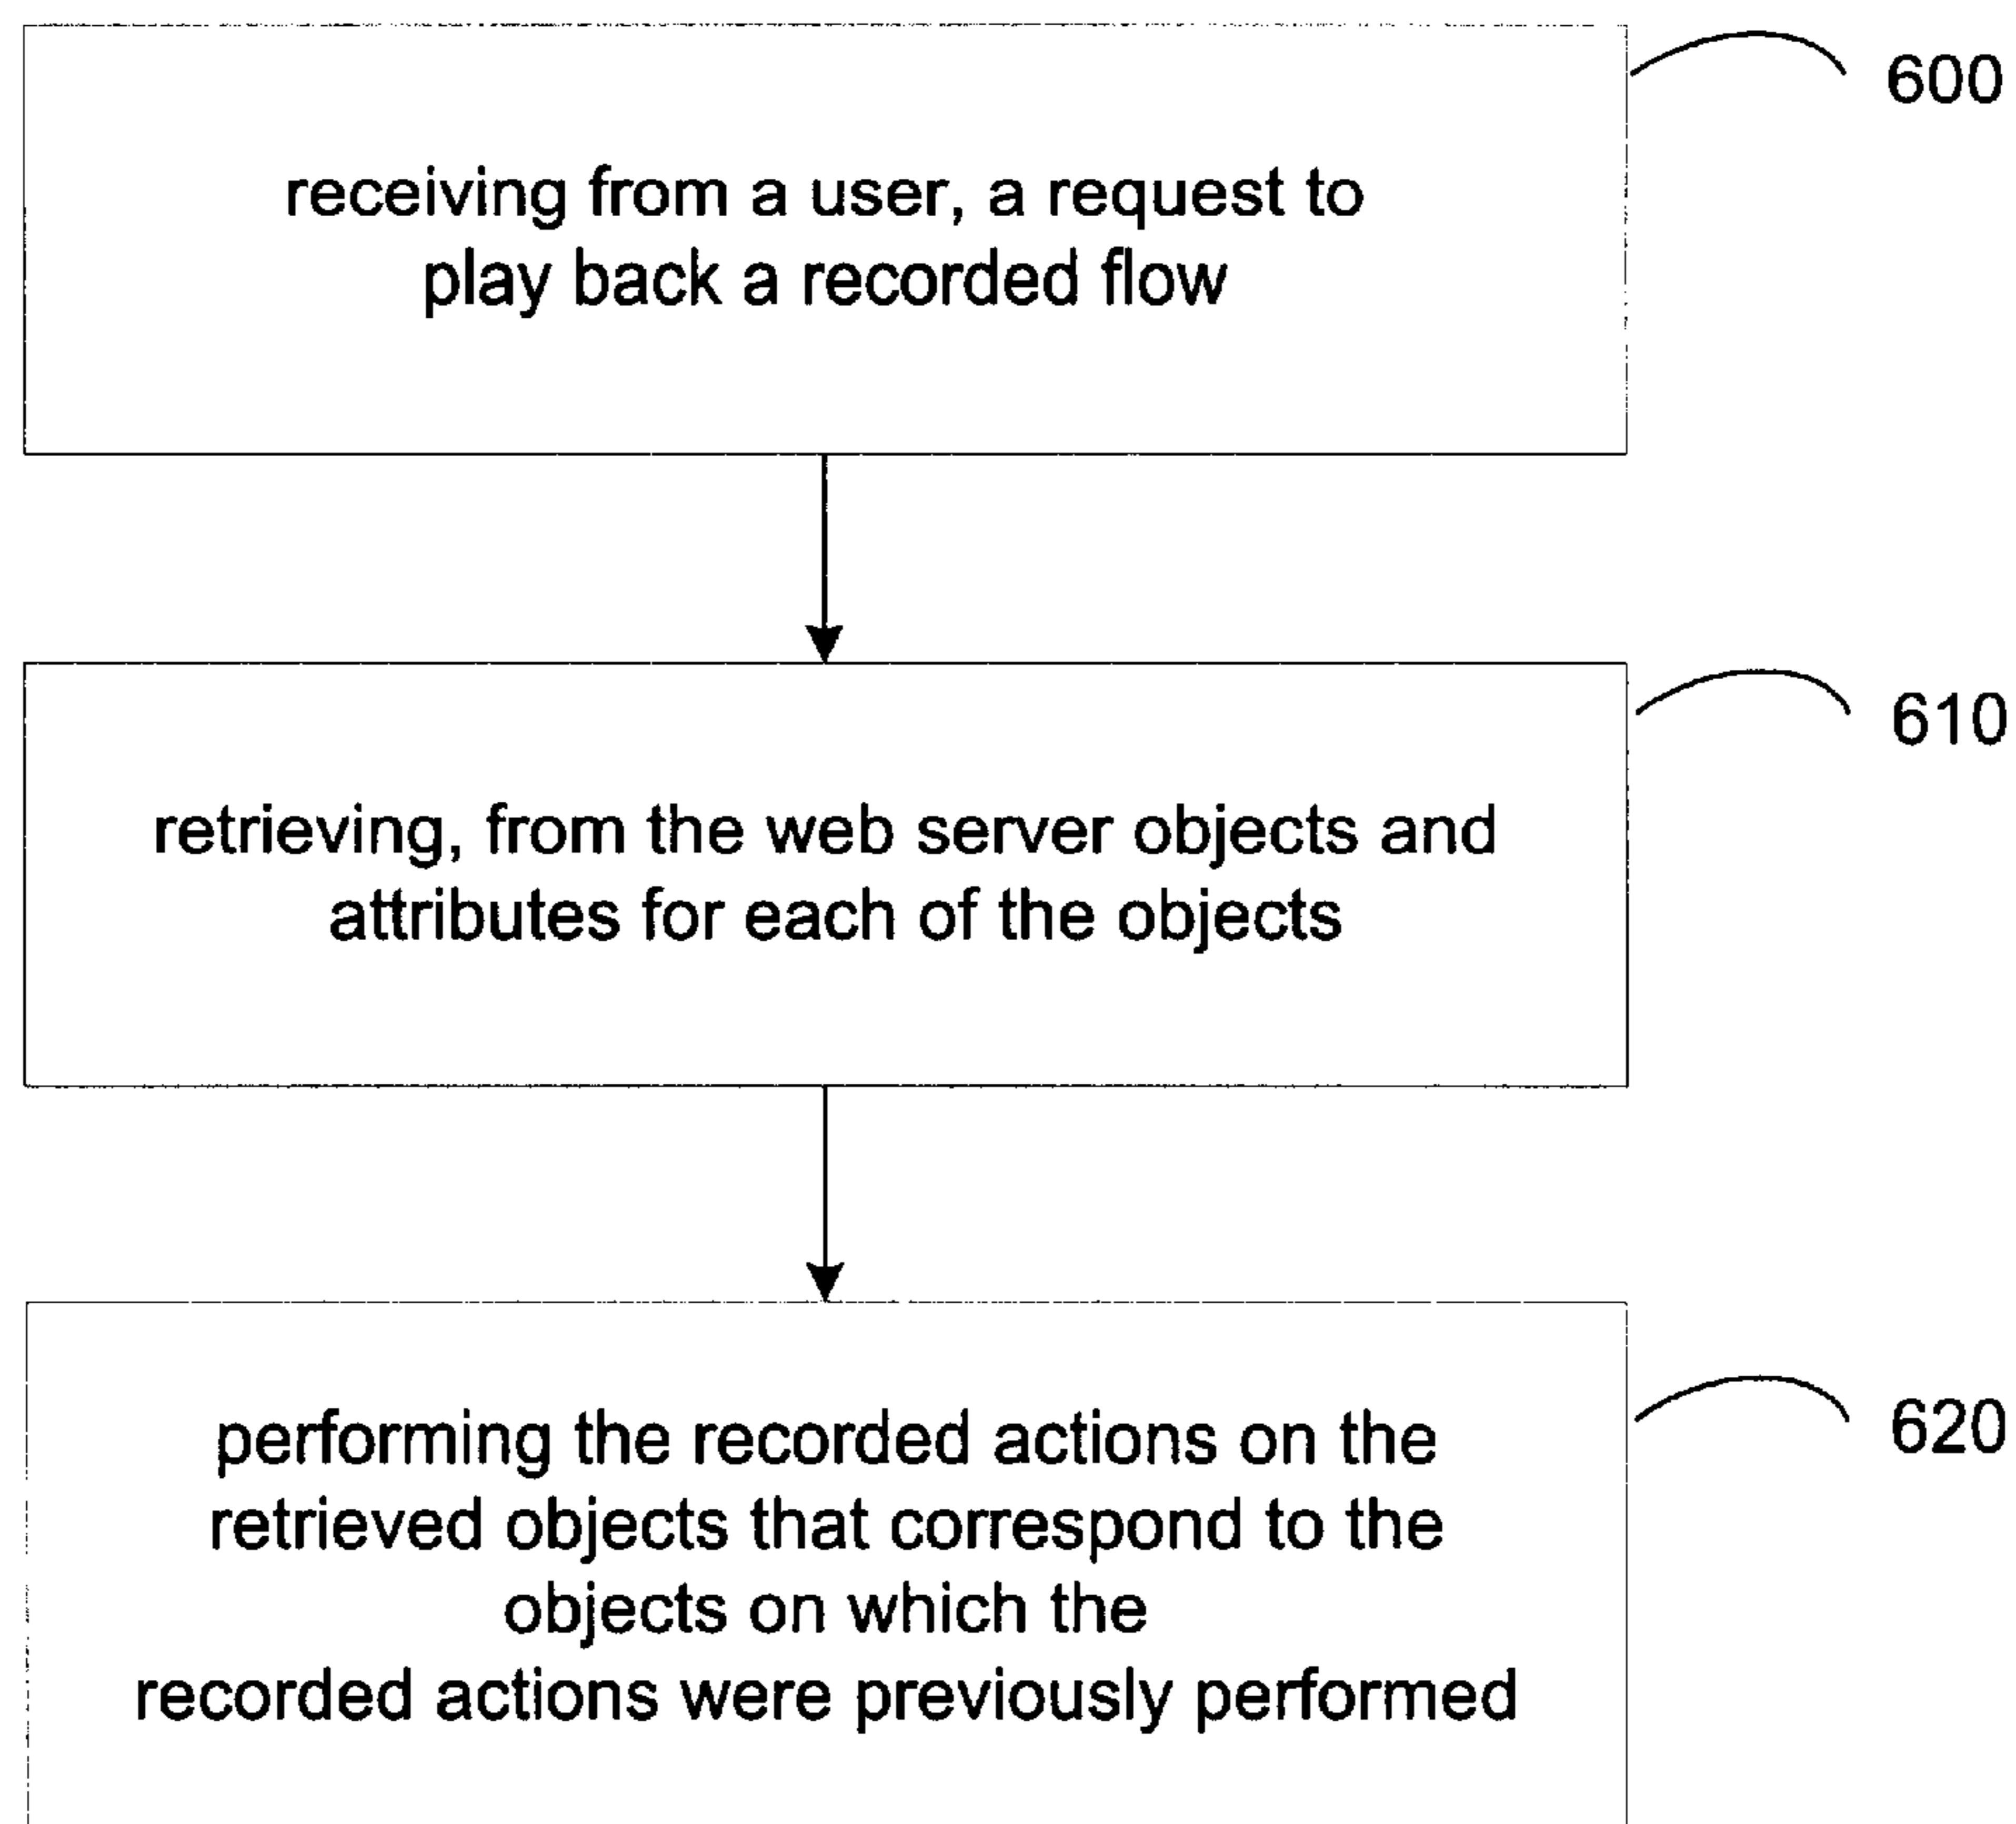 600
receiving from a user, a request to
play back a recorded flow
610
retrieving, from the web server objects and
attributes for each of the objects
620
performing the recorded actions on the
retrieved objects that correspond to the
objects on which the
recorded actions were previously performed